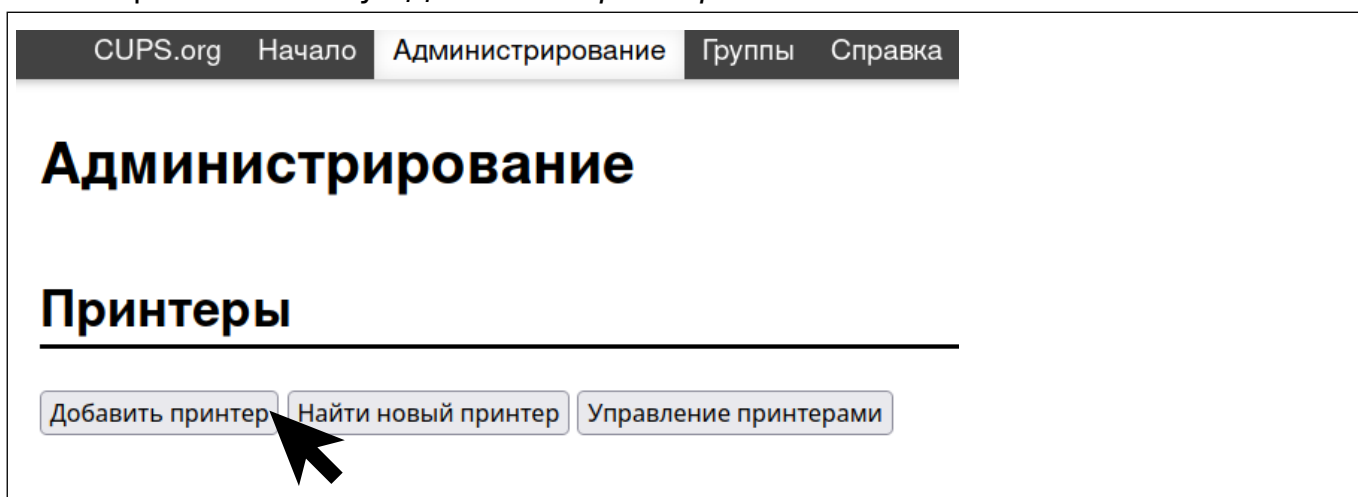 CUPS.org Начало Администрирование Группы Справка
Администрирование
Принтеры
Добавить принтер Найти новый принтер Управление принтерами